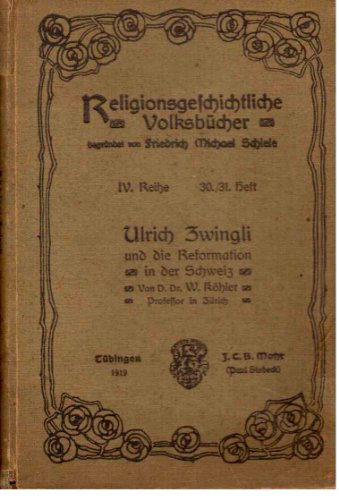 Religionsgeschichtliche
Volksbücher
begründet von Friedrich Michael Schiele
IV. Reihe 30./31. Heft
Ulrich Zwingli
und die Reformation
in der Schweiz
Von D. Dr. W. Köhler
Professor in Zürich
Tübingen J. C. B. Mohr
1919 (Paul Siebeck)